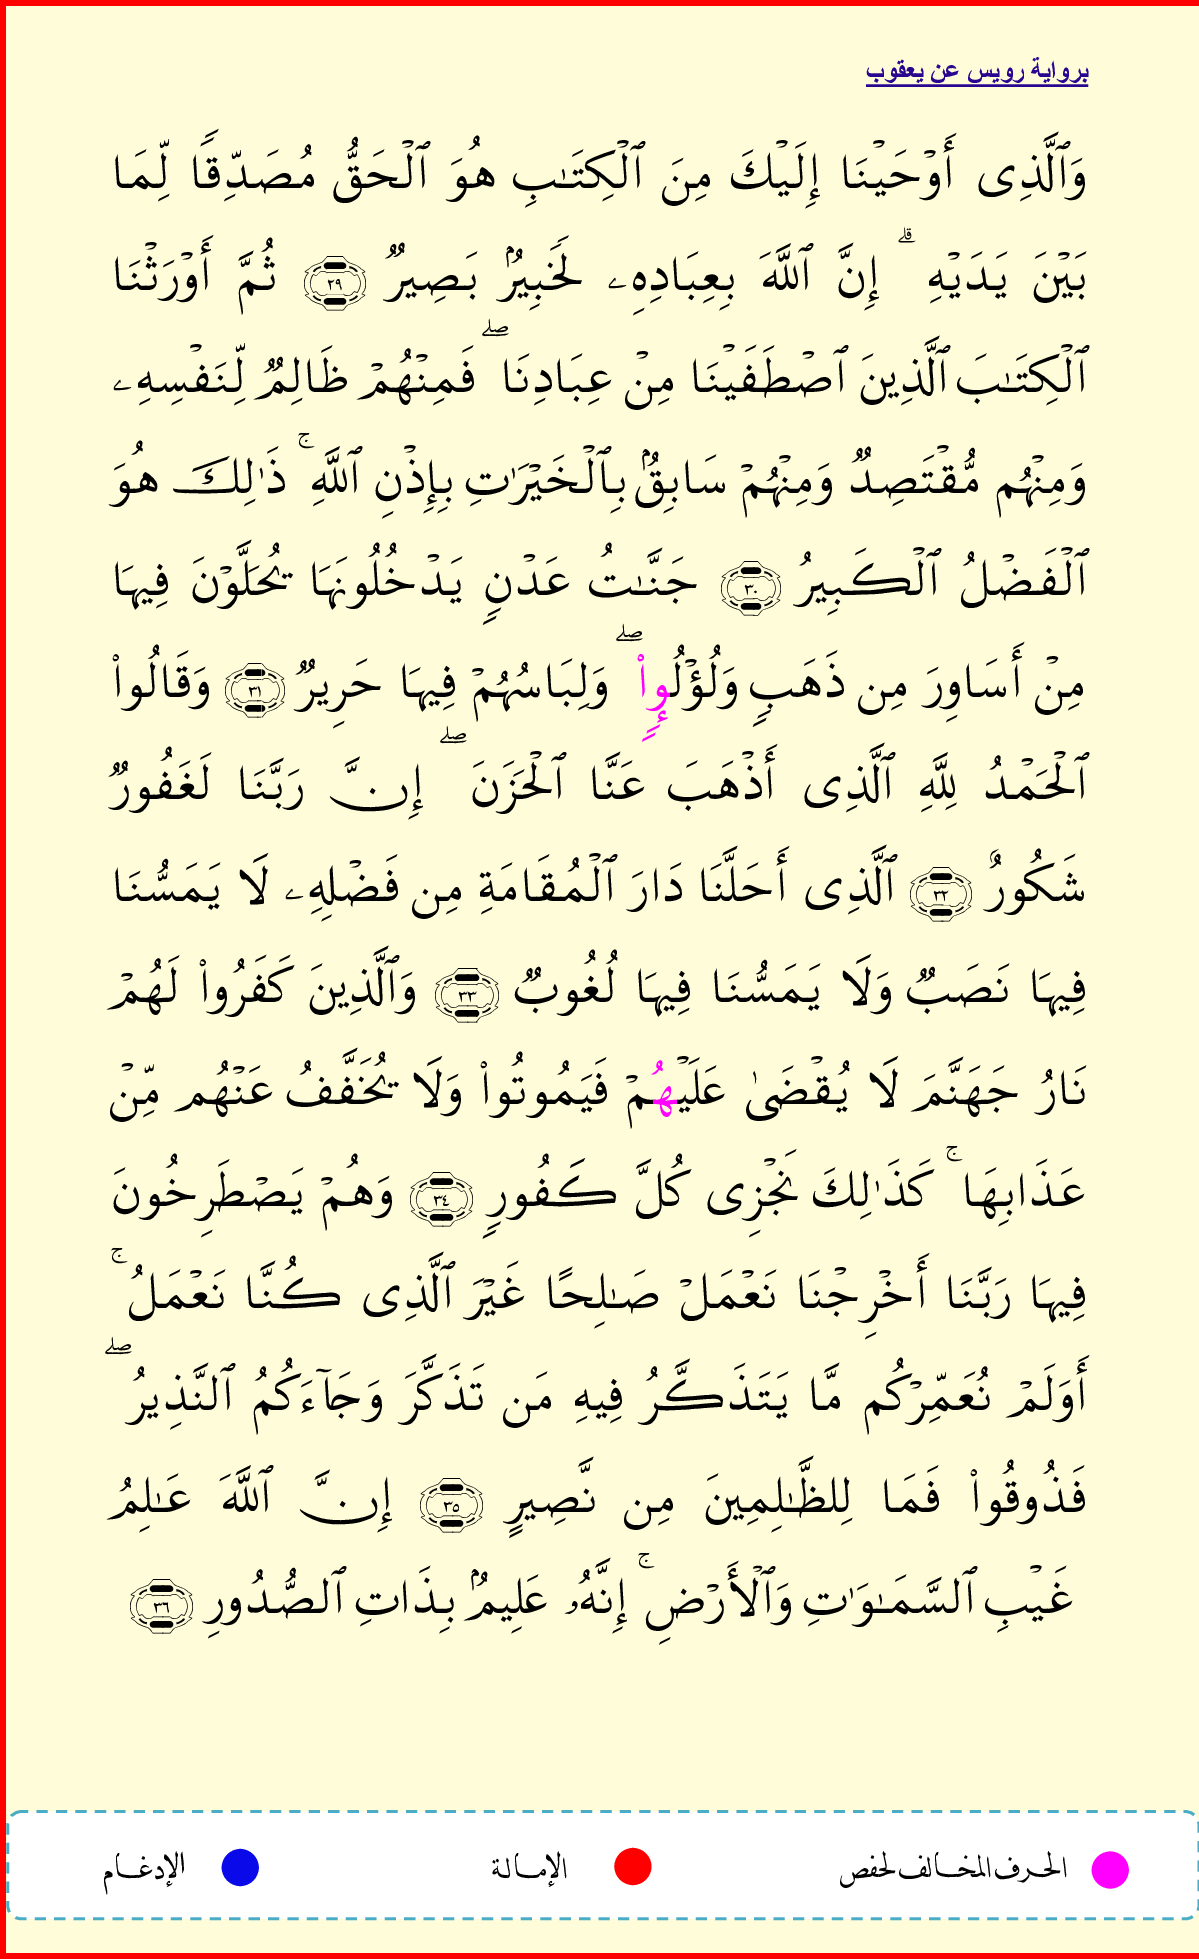 برواية رويس عن يعقوب
وَٱلَّذِى أَوۡحَيۡنَا إِلَيۡكَ مِنَ ٱلۡكِتَـٰبِ هُوَ ٱلۡحَقُّ مُصَدِّقًا لِّمَا
بَيۡنَ يَدَيۡهِ ۗ إِنَّ ٱللَّهَ بِعِبَادِهِۦ لَخَبِيرُۢ بَصِيرٌ ٢٩ ثُمَّ أَوۡرَثۡنَا
ٱلۡكِتَـٰبَ ٱلَّذِينَ ٱصۡطَفَيۡنَا مِنۡ عِبَادِنَا ۖ فَمِنۡهُمۡ ظَالِمٌ لِّنَفۡسِهِۦ
وَمِنۡهُم مُّقۡتَصِدٌ وَمِنۡهُمۡ سَابِقُۢ بِٱلۡخَيۡرَٰتِ بِإِذۡنِ ٱللَّهِ ۚ ذَٰلِكَ هُوَ
ٱلۡفَضۡلُ ٱلۡكَبِيرُ ٣٠ جَنَّـٰتُ عَدۡنٍ يَدۡخُلُونَهَا يُحَلَّوۡنَ فِيهَا
مِنۡ أَسَاوِرَ مِن ذَهَبٍ وَلُؤۡلُوِٕاْ ۖ وَلِبَاسُهُمۡ فِيهَا حَرِيرٌ ٣١ وَقَالُواْ
ٱلۡحَمۡدُ لِلَّهِ ٱلَّذِى أَذۡهَبَ عَنَّا ٱلۡحَزَنَ ۖ إِنَّ رَبَّنَا لَغَفُورٌ
شَكُورٌ ٣٢ ٱلَّذِى أَحَلَّنَا دَارَ ٱلۡمُقَامَةِ مِن فَضۡلِهِۦ لَا يَمَسُّنَا
فِيهَا نَصَبٌ وَلَا يَمَسُّنَا فِيهَا لُغُوبٌ ٣٣ وَٱلَّذِينَ كَفَرُواْ لَهُمۡ
نَارُ جَهَنَّمَ لَا يُقۡضَىٰ عَلَيۡهُمۡ فَيَمُوتُواْ وَلَا يُخَفَّفُ عَنۡهُم مِّنۡ
عَذَابِهَا ۚ كَذَٰلِكَ نَجۡزِى كُلَّ كَفُورٍ ٣٤ وَهُمۡ يَصۡطَرِخُونَ
فِيهَا رَبَّنَا أَخۡرِجۡنَا نَعۡمَلۡ صَـٰلِحًا غَيۡرَ ٱلَّذِى كُنَّا نَعۡمَلُ ۚ
أَوَلَمۡ نُعَمِّرۡكُم مَّا يَتَذَكَّرُ فِيهِ مَن تَذَكَّرَ وَجَآءَكُمُ ٱلنَّذِيرُ ۖ
فَذُوقُواْ فَمَا لِلظَّـٰلِمِينَ مِن نَّصِيرٍ ٣٥ إِنَّ ٱللَّهَ عَـٰلِمُ
غَيۡبِ ٱلسَّمَـٰوَٰتِ وَٱلۡأَرۡضِ ۚ إِنَّهُۥ عَلِيمُۢ بِذَاتِ ٱلصُّدُورِ ٣٦
الحرف المخالف لحفص الإمالة الإدغام